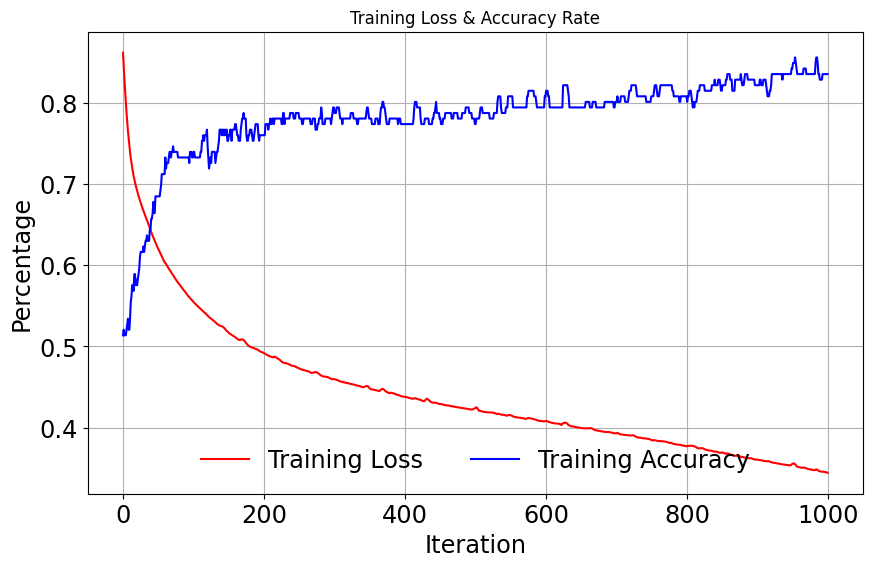 Training Loss & Accuracy Rate
Percentage
0.8
0.7
0.6
0.5
0.4
Training Loss Training Accuracy
0 200 400 600 800 1000
Iteration